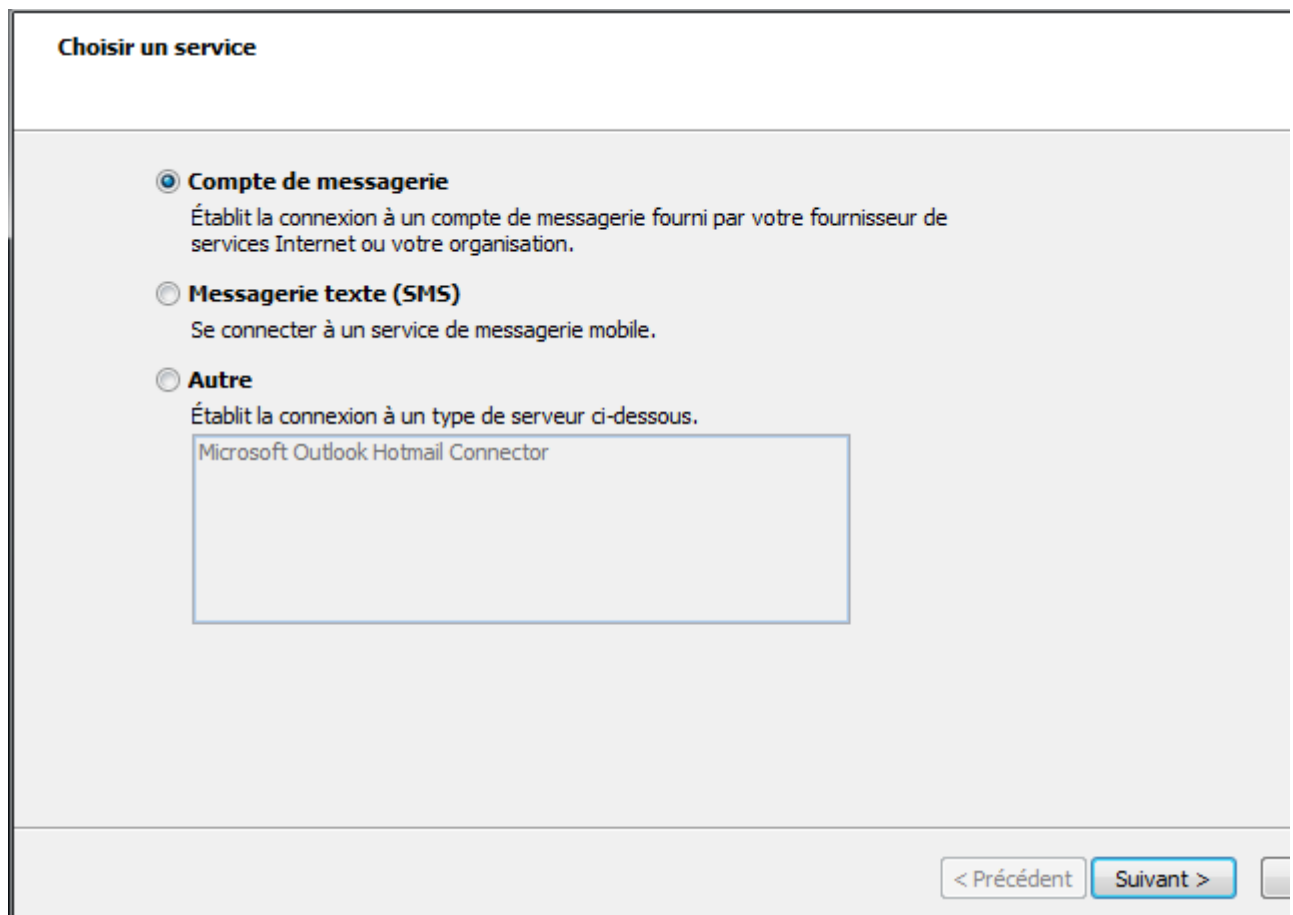 Choisir un service
Compte de messagerie
Établit la connexion à un compte de messagerie fourni par votre fournisseur de
services Internet ou votre organisation.
Messagerie texte (SMS)
Se connecter à un service de messagerie mobile.
Autre
Établit la connexion à un type de serveur ci-dessous.
Microsoft Outlook Hotmail Connector
< Précédent Suivant >